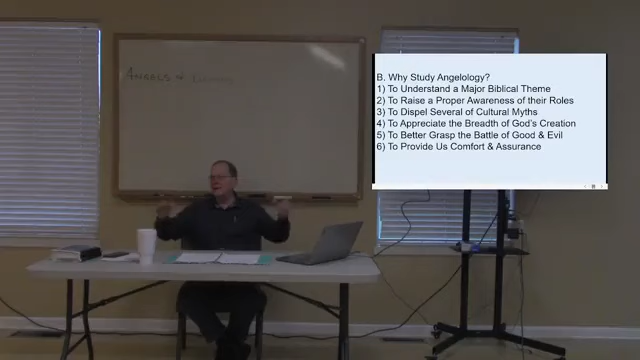 ANGELS &
B. Why Study Angelology?
1) To Understand a Major Biblical Theme
2) To Raise a Proper Awareness of their Roles
3) To Dispel Several of Cultural Myths
4) To Appreciate the Breadth of God's Creation
5) To Better Grasp the Battle of Good & Evil
6) To Provide Us Comfort & Assurance